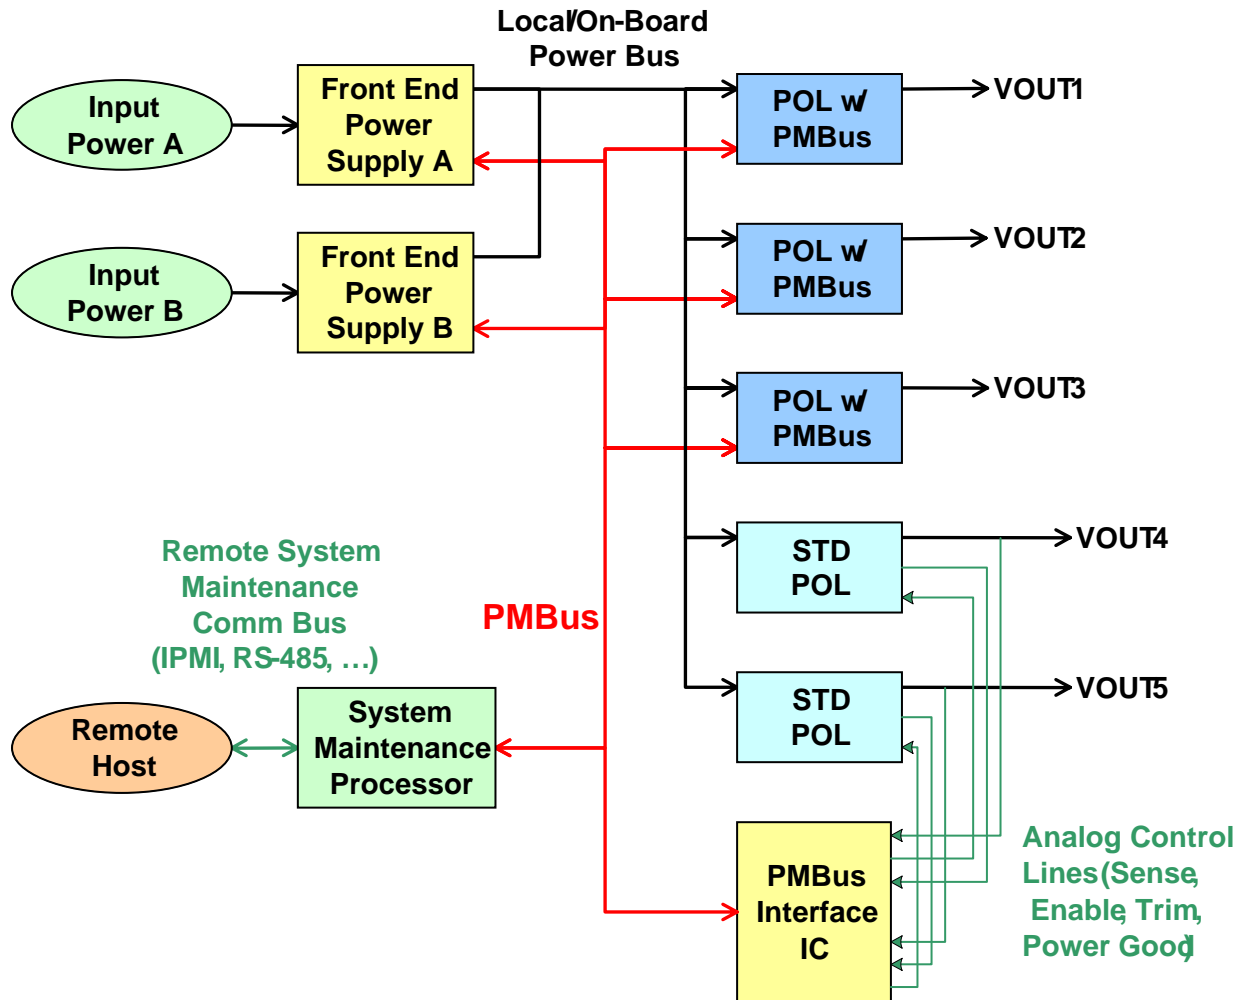 Local/On-Board
Power Bus
Input
Power A
Front End
Power
Supply A
POL w/
PMBus
VOUT1
Input
Power B
Front End
Power
Supply B
POL w/
PMBus
VOUT2
POL w/
PMBus
VOUT3
Remote System
Maintenance
Comm Bus
(IPMI, RS-485, …)
PMBus
STD
POL
VOUT4
Remote
Host
System
Maintenance
Processor
STD
POL
VOUT5
PMBus
Interface
IC
Analog Control
Lines (Sense,
Enable, Trim,
Power Good)